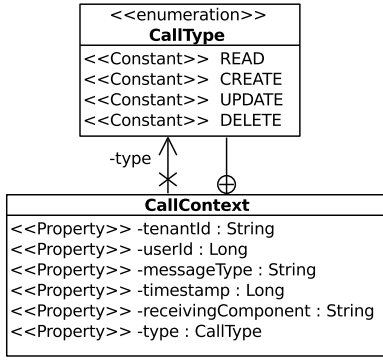 <<enumeration>>
CallType
<<Constant>> READ
<<Constant>> CREATE
<<Constant>> UPDATE
<<Constant>> DELETE
-type
CallContext
<<Property>> -tenantId : String
<<Property>> -userId : Long
<<Property>> -messageType : String
<<Property>> -timestamp : Long
<<Property>> -receivingComponent : String
<<Property>> -type : CallType